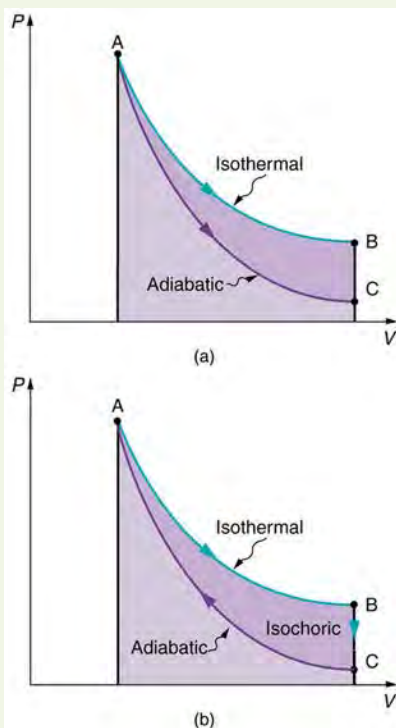 P
A
Isothermal
B
Adiabatic
C
V
(a)
P
A
Isothermal
B
Isochoric
Adiabatic
C
V
(b)